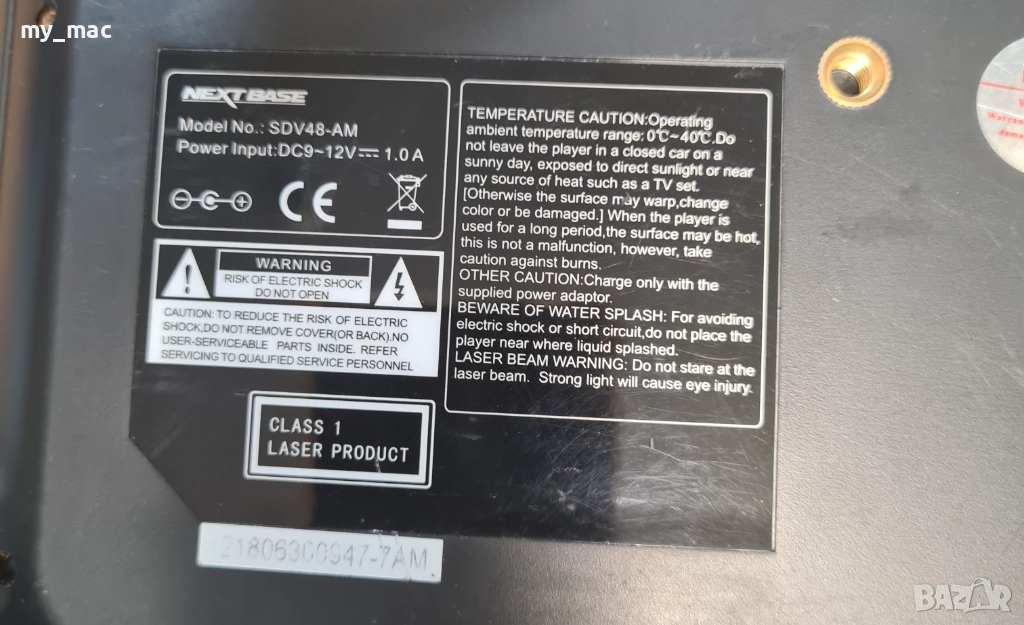 my_mac
NEXTBASE
Model No.: SDV48-AM
Power Input:DC9~12V 1.0A
CE
WARNING
RISK OF ELECTRIC SHOCK
DO NOT OPEN
CAUTION: TO REDUCE THE RISK OF ELECTRIC
SHOCK,DO NOT REMOVE COVER(OR BACK).NO
USER-SERVICEABLE PARTS INSIDE. REFER
SERVICING TO QUALIFIED SERVICE PERSONNEL
CLASS 1
LASER PRODUCT
TEMPERATURE CAUTION:Operating
ambient temperature range: 0℃~40℃.Do
not leave the player in a closed car on a
sunny day, exposed to direct sunlight or near
any source of heat such as a TV set.
[Otherwise the surface may warp,change
color or be damaged.] When the player is
used for a long period,the surface may be hot,
this is not a malfunction, however, take
caution against burns.
OTHER CAUTION:Charge only with the
supplied power adaptor.
BEWARE OF WATER SPLASH: For avoiding
electric shock or short circuit,do not place the
player near where liquid splashed.
LASER BEAM WARNING: Do not stare at the
laser beam. Strong light will cause eye injury.
BAZAR